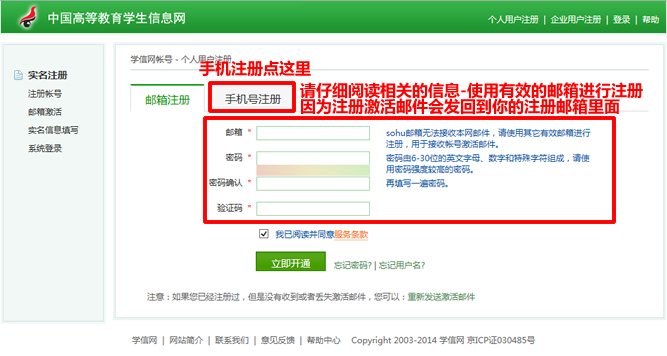 中国高等教育学生信息网
个人用户注册 | 企业用户注册 | 登录 | 帮助
实名注册
注册帐号
邮箱激活
实名信息填写
系统登录
学信网帐号 - 个人用户注册
手机注册点这里
邮箱注册
手机号注册
请仔细阅读相关的信息-使用有效的邮箱进行注册
因为注册激活邮件会发回到你的注册邮箱里面
邮箱 *
sohu邮箱无法接收本网邮件，请使用其它有效邮箱进行
注册，用于接收帐号激活邮件。
密码 *
密码由6-30位的英文字母、数字和特殊字符组成，请使
用密码强度较高的密码。
密码确认 *
再填写一遍密码。
验证码 *
我已阅读并同意服务条款
立即开通
忘记密码? | 忘记用户名?
注意：如果您已经注册过，但是没有收到或者丢失激活邮件，您可以：重新发送激活邮件
学信网 | 网站简介 | 联系我们 | 意见反馈 | 帮助中心 Copyright 2003-2014 学信网 京ICP证030485号